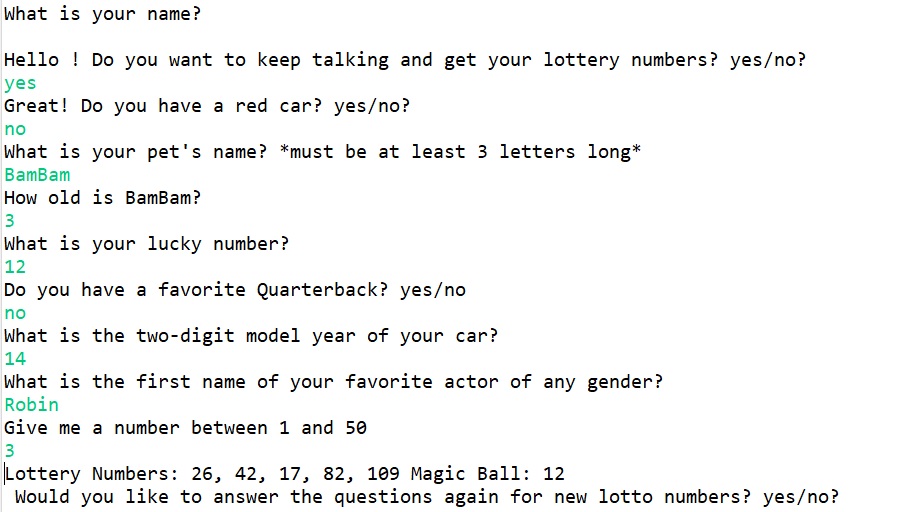 What is your name?
Hello ! Do you want to keep talking and get your lottery numbers? yes/no?
yes
Great! Do you have a red car? yes/no?
no
What is your pet's name? *must be at least 3 letters long*
BamBam
How old is BamBam?
3
What is your lucky number?
12
Do you have a favorite Quarterback? yes/no
no
What is the two-digit model year of your car?
14
What is the first name of your favorite actor of any gender?
Robin
Give me a number between 1 and 50
3
Lottery Numbers: 26, 42, 17, 82, 109 Magic Ball: 12
Would you like to answer the questions again for new lotto numbers? yes/no?